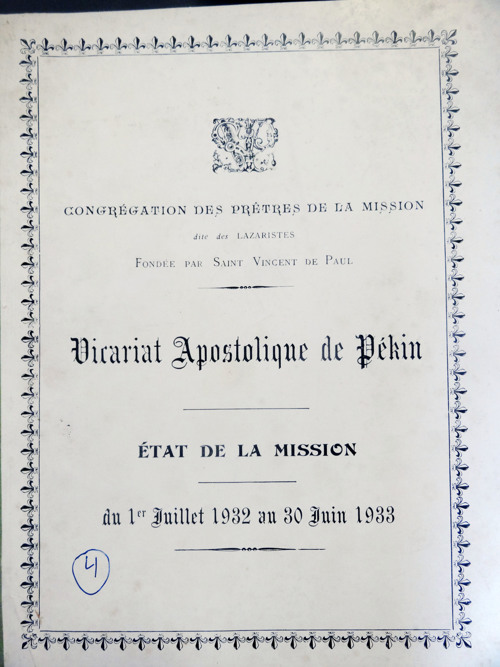 CONGRÉGATION DES PRÊTRES DE LA MISSION
dite des LAZARISTES
FONDÉE PAR SAINT VINCENT DE PAUL
Vicariat Apostolique de Pékin
ÉTAT DE LA MISSION
du 1er Juillet 1932 au 30 Juin 1933
4